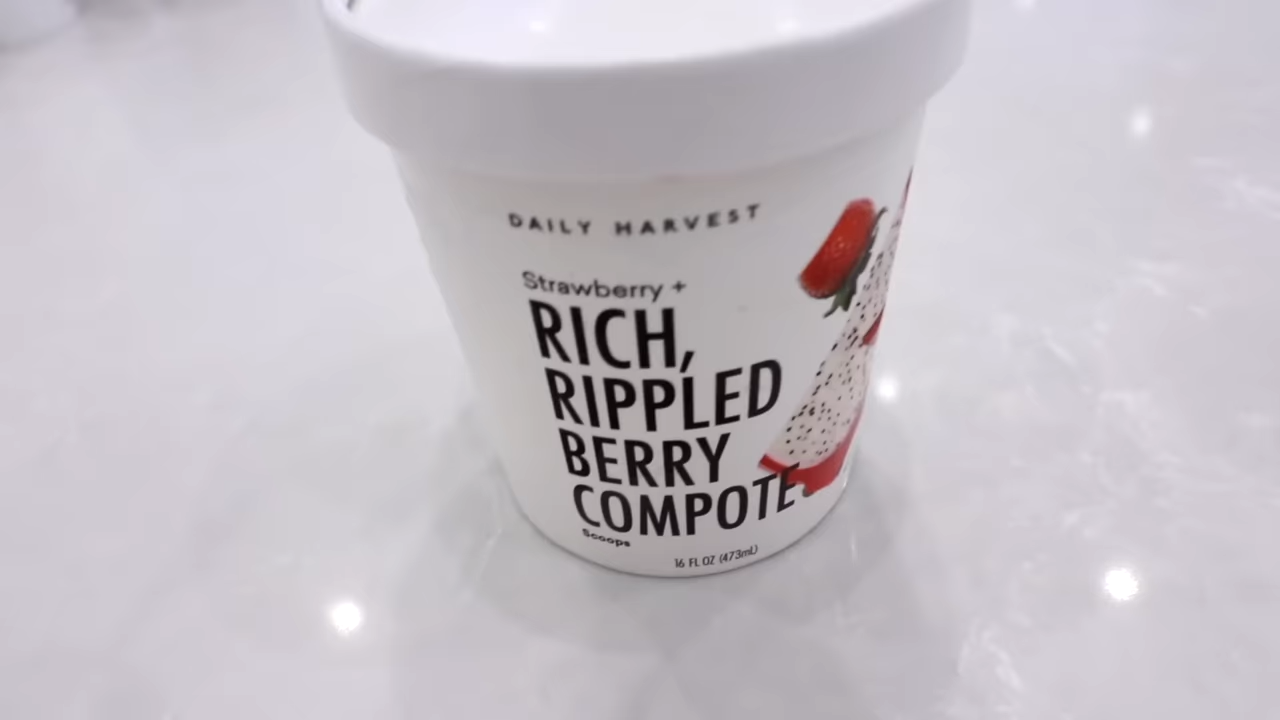 DAILY HARVEST
Strawberry +
RICH,
RIPPLED
BERRY
COMPOTE
Scoops
16 FL OZ (473mL)